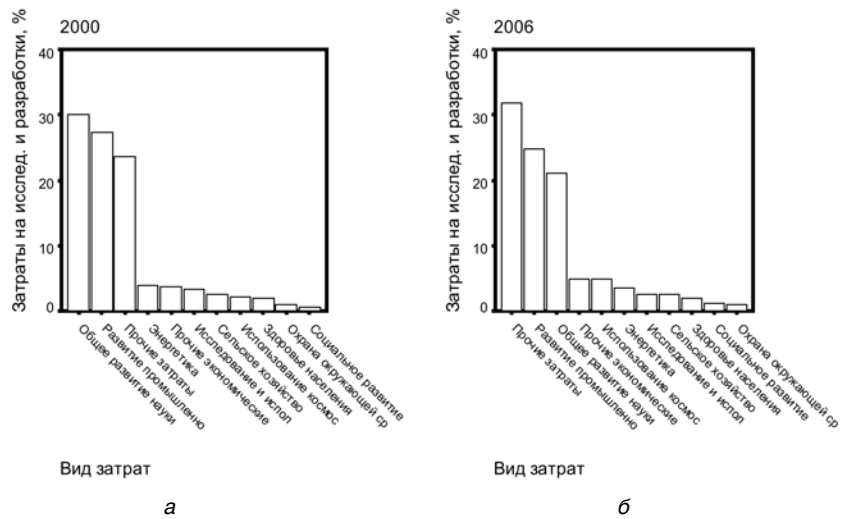 2000
Затраты на исслед. и разработки, %
40
30
20
10
0
Общее развитие науки
Развитие промышленно
Прочие затраты
Энергетика
Прочие экономические
Исследование и испол
Сельское хозяйство
Использование космос
Здоровье населения
Охрана окружающей ср
Социальное развитие
Вид затрат
а
2006
Затраты на исслед. и разработки, %
40
30
20
10
0
Прочие затраты
Развитие промышленно
Общее развитие науки
Прочие экономические
Использование космос
Энергетика
Исследование и испол
Сельское хозяйство
Здоровье населения
Социальное развитие
Охрана окружающей ср
Вид затрат
б